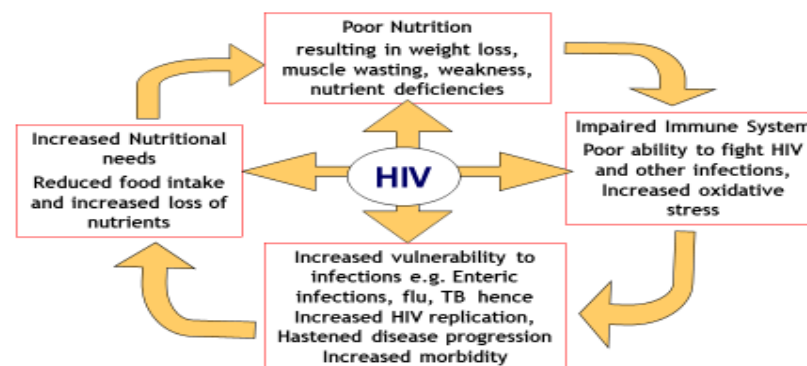 Poor Nutrition
resulting in weight loss,
muscle wasting, weakness,
nutrient deficiencies
Impaired Immune System
Poor ability to fight HIV
and other infections,
Increased oxidative
stress
Increased vulnerability to
infections e.g. Enteric
infections, flu, TB hence
Increased HIV replication,
Hastened disease progression
Increased morbidity
Increased Nutritional
needs
Reduced food intake
and increased loss of
nutrients
HIV